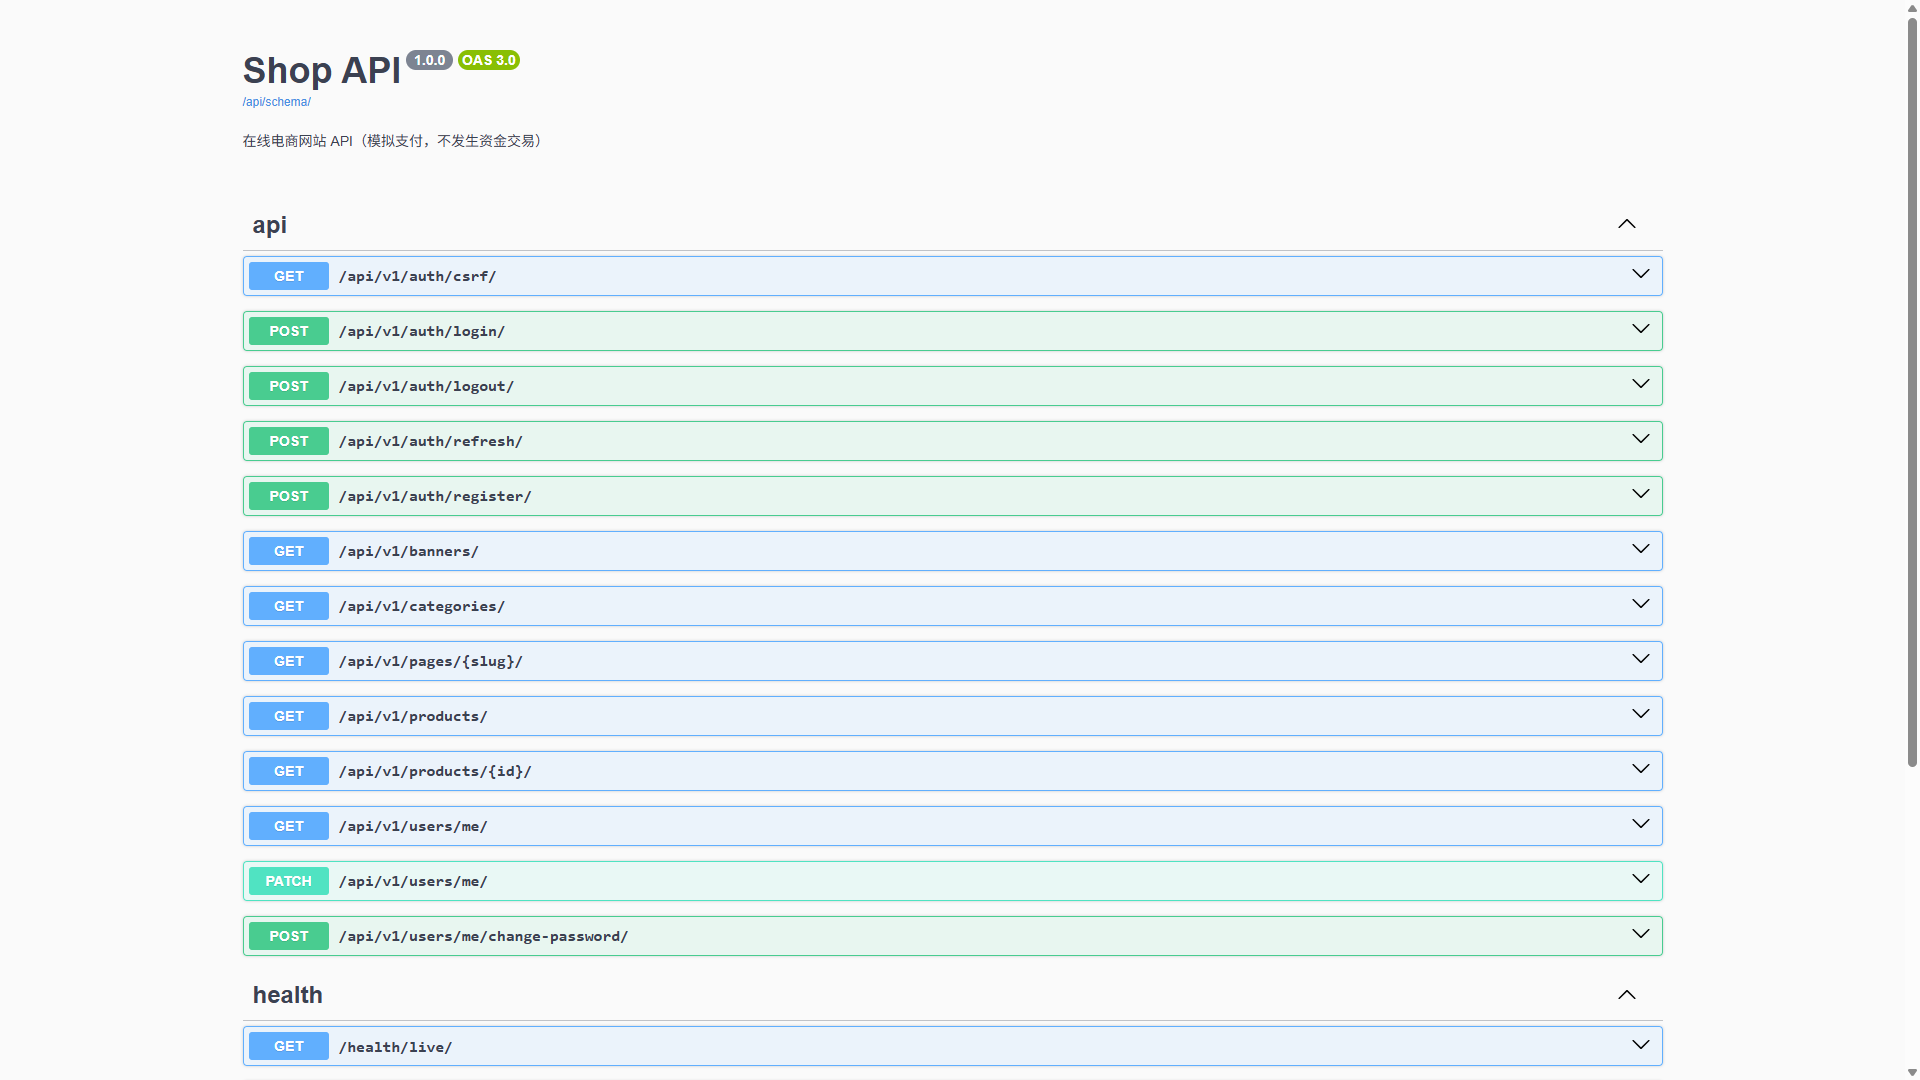 Shop API 1.0.0 OAS 3.0
/api/schema/
在线电商网站 API（模拟支付，不发生资金交易）
api
GET /api/v1/auth/csrf/
POST /api/v1/auth/login/
POST /api/v1/auth/logout/
POST /api/v1/auth/refresh/
POST /api/v1/auth/register/
GET /api/v1/banners/
GET /api/v1/categories/
GET /api/v1/pages/{slug}/
GET /api/v1/products/
GET /api/v1/products/{id}/
GET /api/v1/users/me/
PATCH /api/v1/users/me/
POST /api/v1/users/me/change-password/
health
GET /health/live/